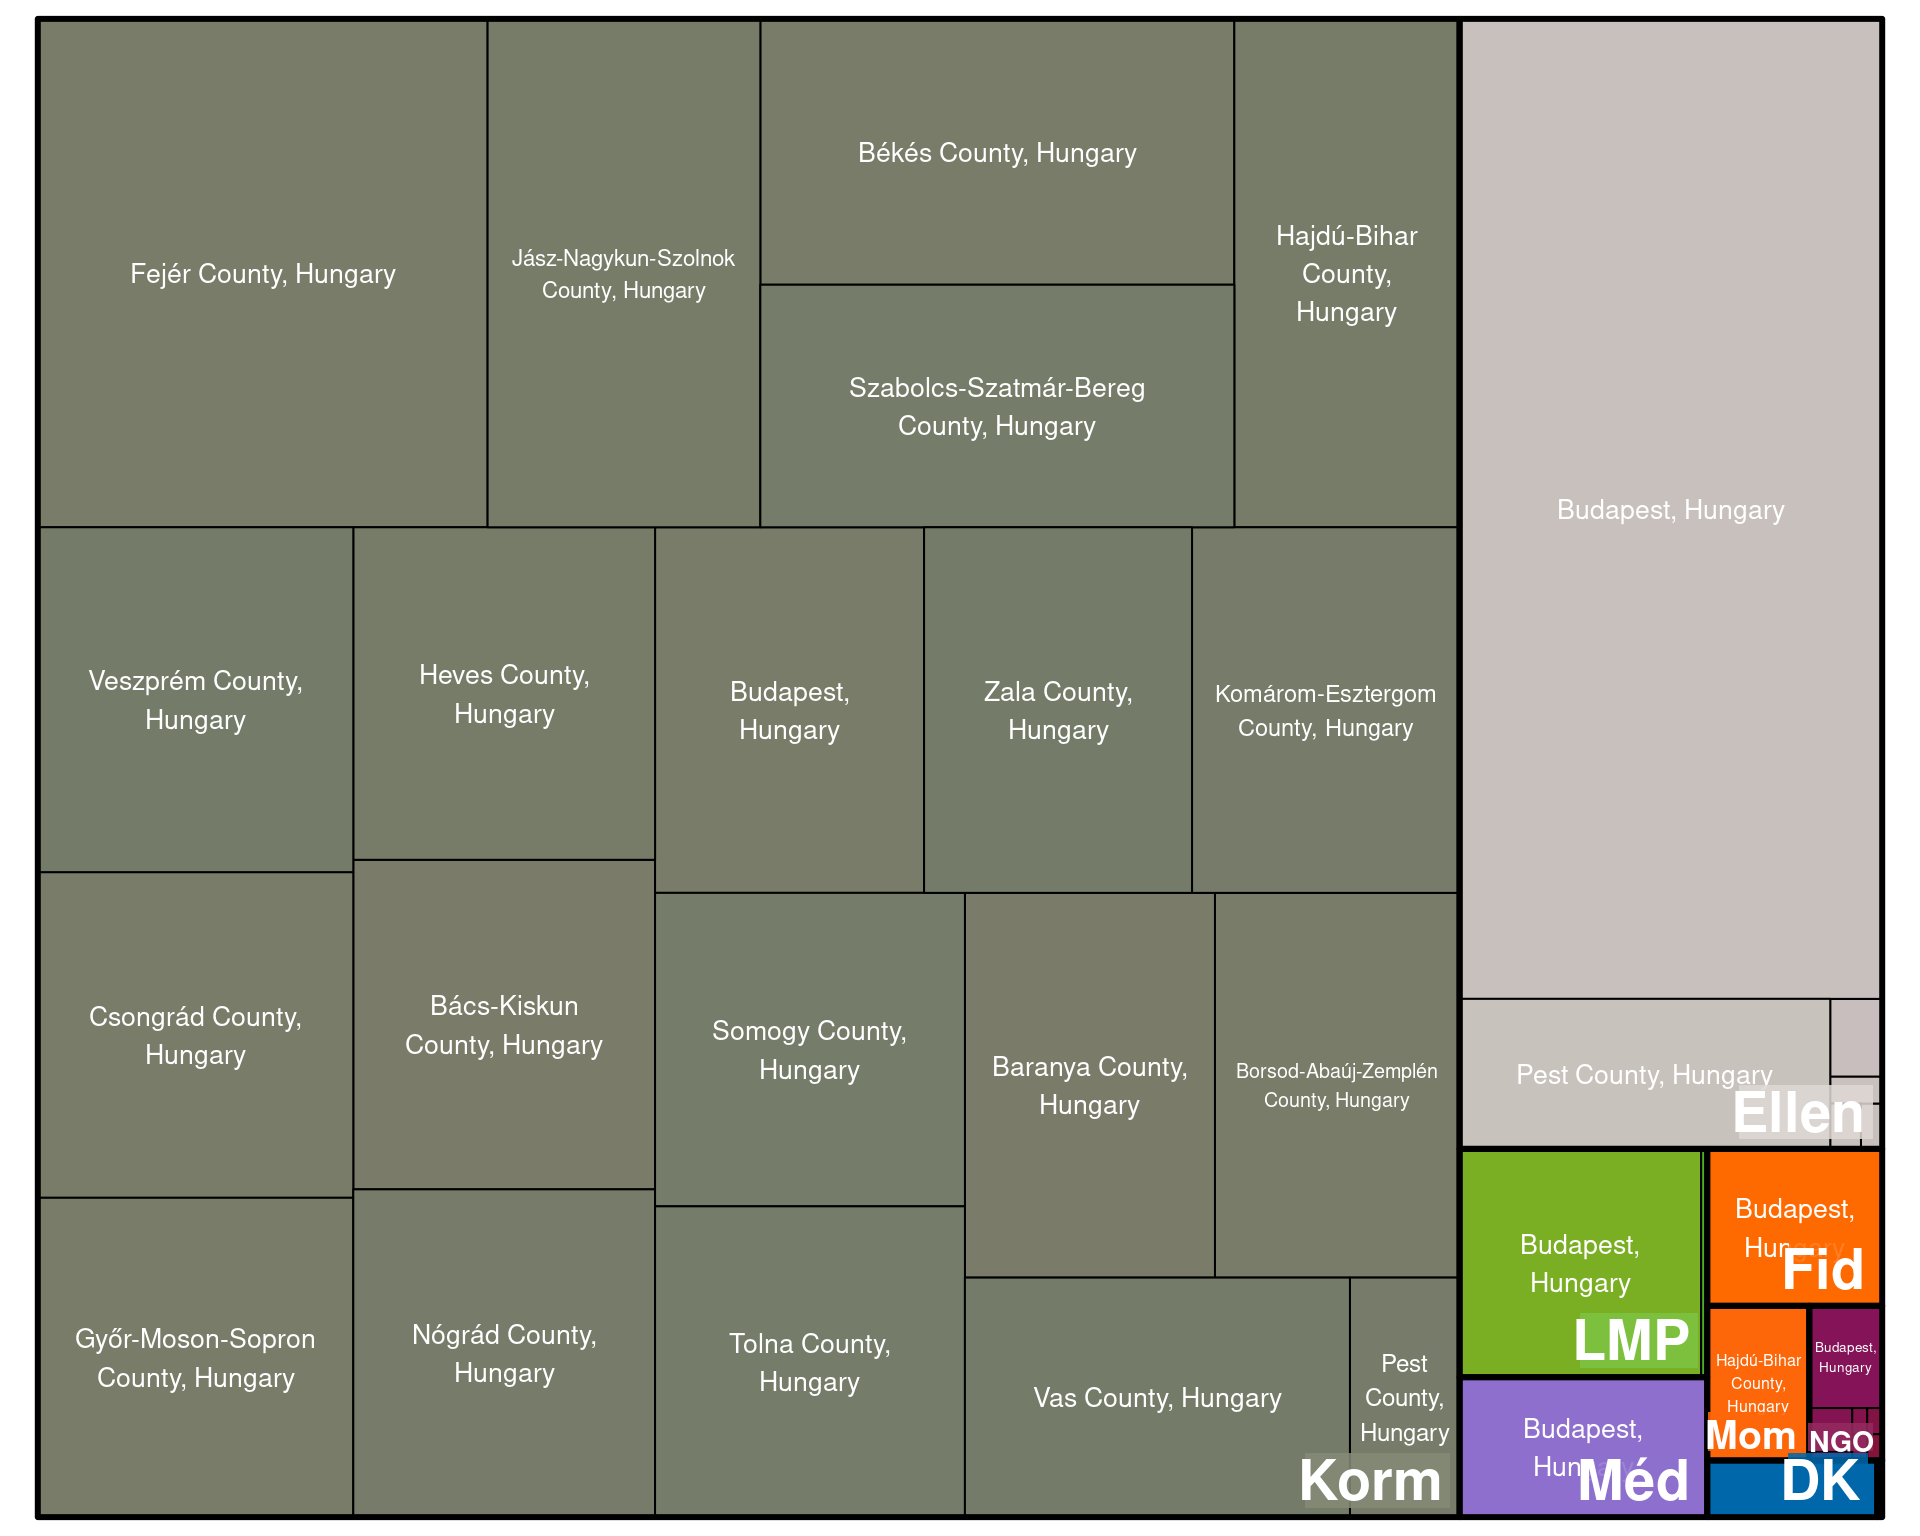 Fejér County, Hungary
Jász-Nagykun-Szolnok
County, Hungary
Békés County, Hungary
Szabolcs-Szatmár-Bereg
County, Hungary
Hajdú-Bihar
County,
Hungary
Veszprém County,
Hungary
Heves County,
Hungary
Budapest,
Hungary
Zala County,
Hungary
Komárom-Esztergom
County, Hungary
Csongrád County,
Hungary
Bács-Kiskun
County, Hungary
Somogy County,
Hungary
Baranya County,
Hungary
Borsod-Abaúj-Zemplén
County, Hungary
Győr-Moson-Sopron
County, Hungary
Nógrád County,
Hungary
Tolna County,
Hungary
Vas County, Hungary
Pest
County,
Hungary
Korm
Budapest, Hungary
Pest County, Hungary
Ellen
Budapest,
Hungary
LMP
Budapest,
Hungary
Fid
Hajdú-Bihar
County,
Hungary
Mom
Budapest,
Hungary
NGO
Budapest,
Hungary
Méd
DK